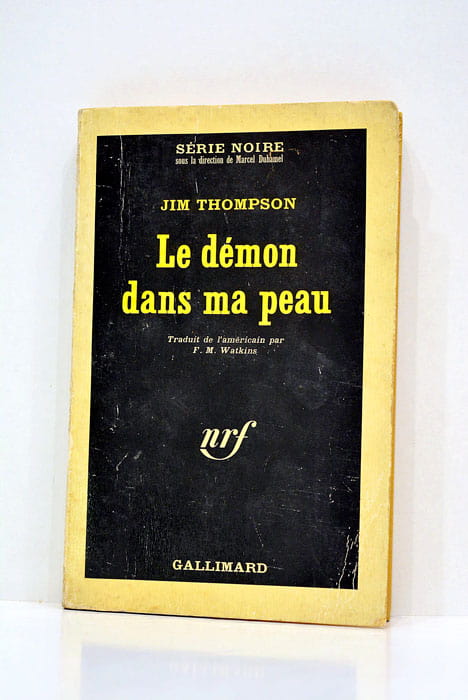 SÉRIE NOIRE
sous la direction de Marcel Duhamel
JIM THOMPSON
Le démon
dans ma peau
Traduit de l'américain par
F. M. Watkins
nrf
GALLIMARD